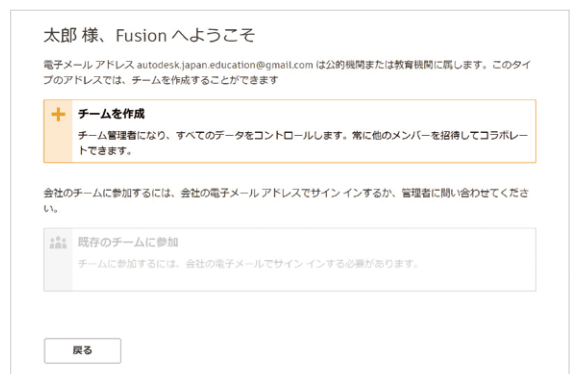 太郎 様、Fusion へようこそ
電子メール アドレス autodesk.japan.education@gmail.com は公的機関または教育機関に属します。このタイ
プのアドレスでは、チームを作成することができます
チームを作成
チーム管理者になり、すべてのデータをコントロールします。常に他のメンバーを招待してコラボレー
トできます。
会社のチームに参加するには、会社の電子メール アドレスでサイン インするか、管理者に問い合わせてくださ
い。
既存のチームに参加
チームに参加するには、会社の電子メールでサイン インする必要があります。
戻る